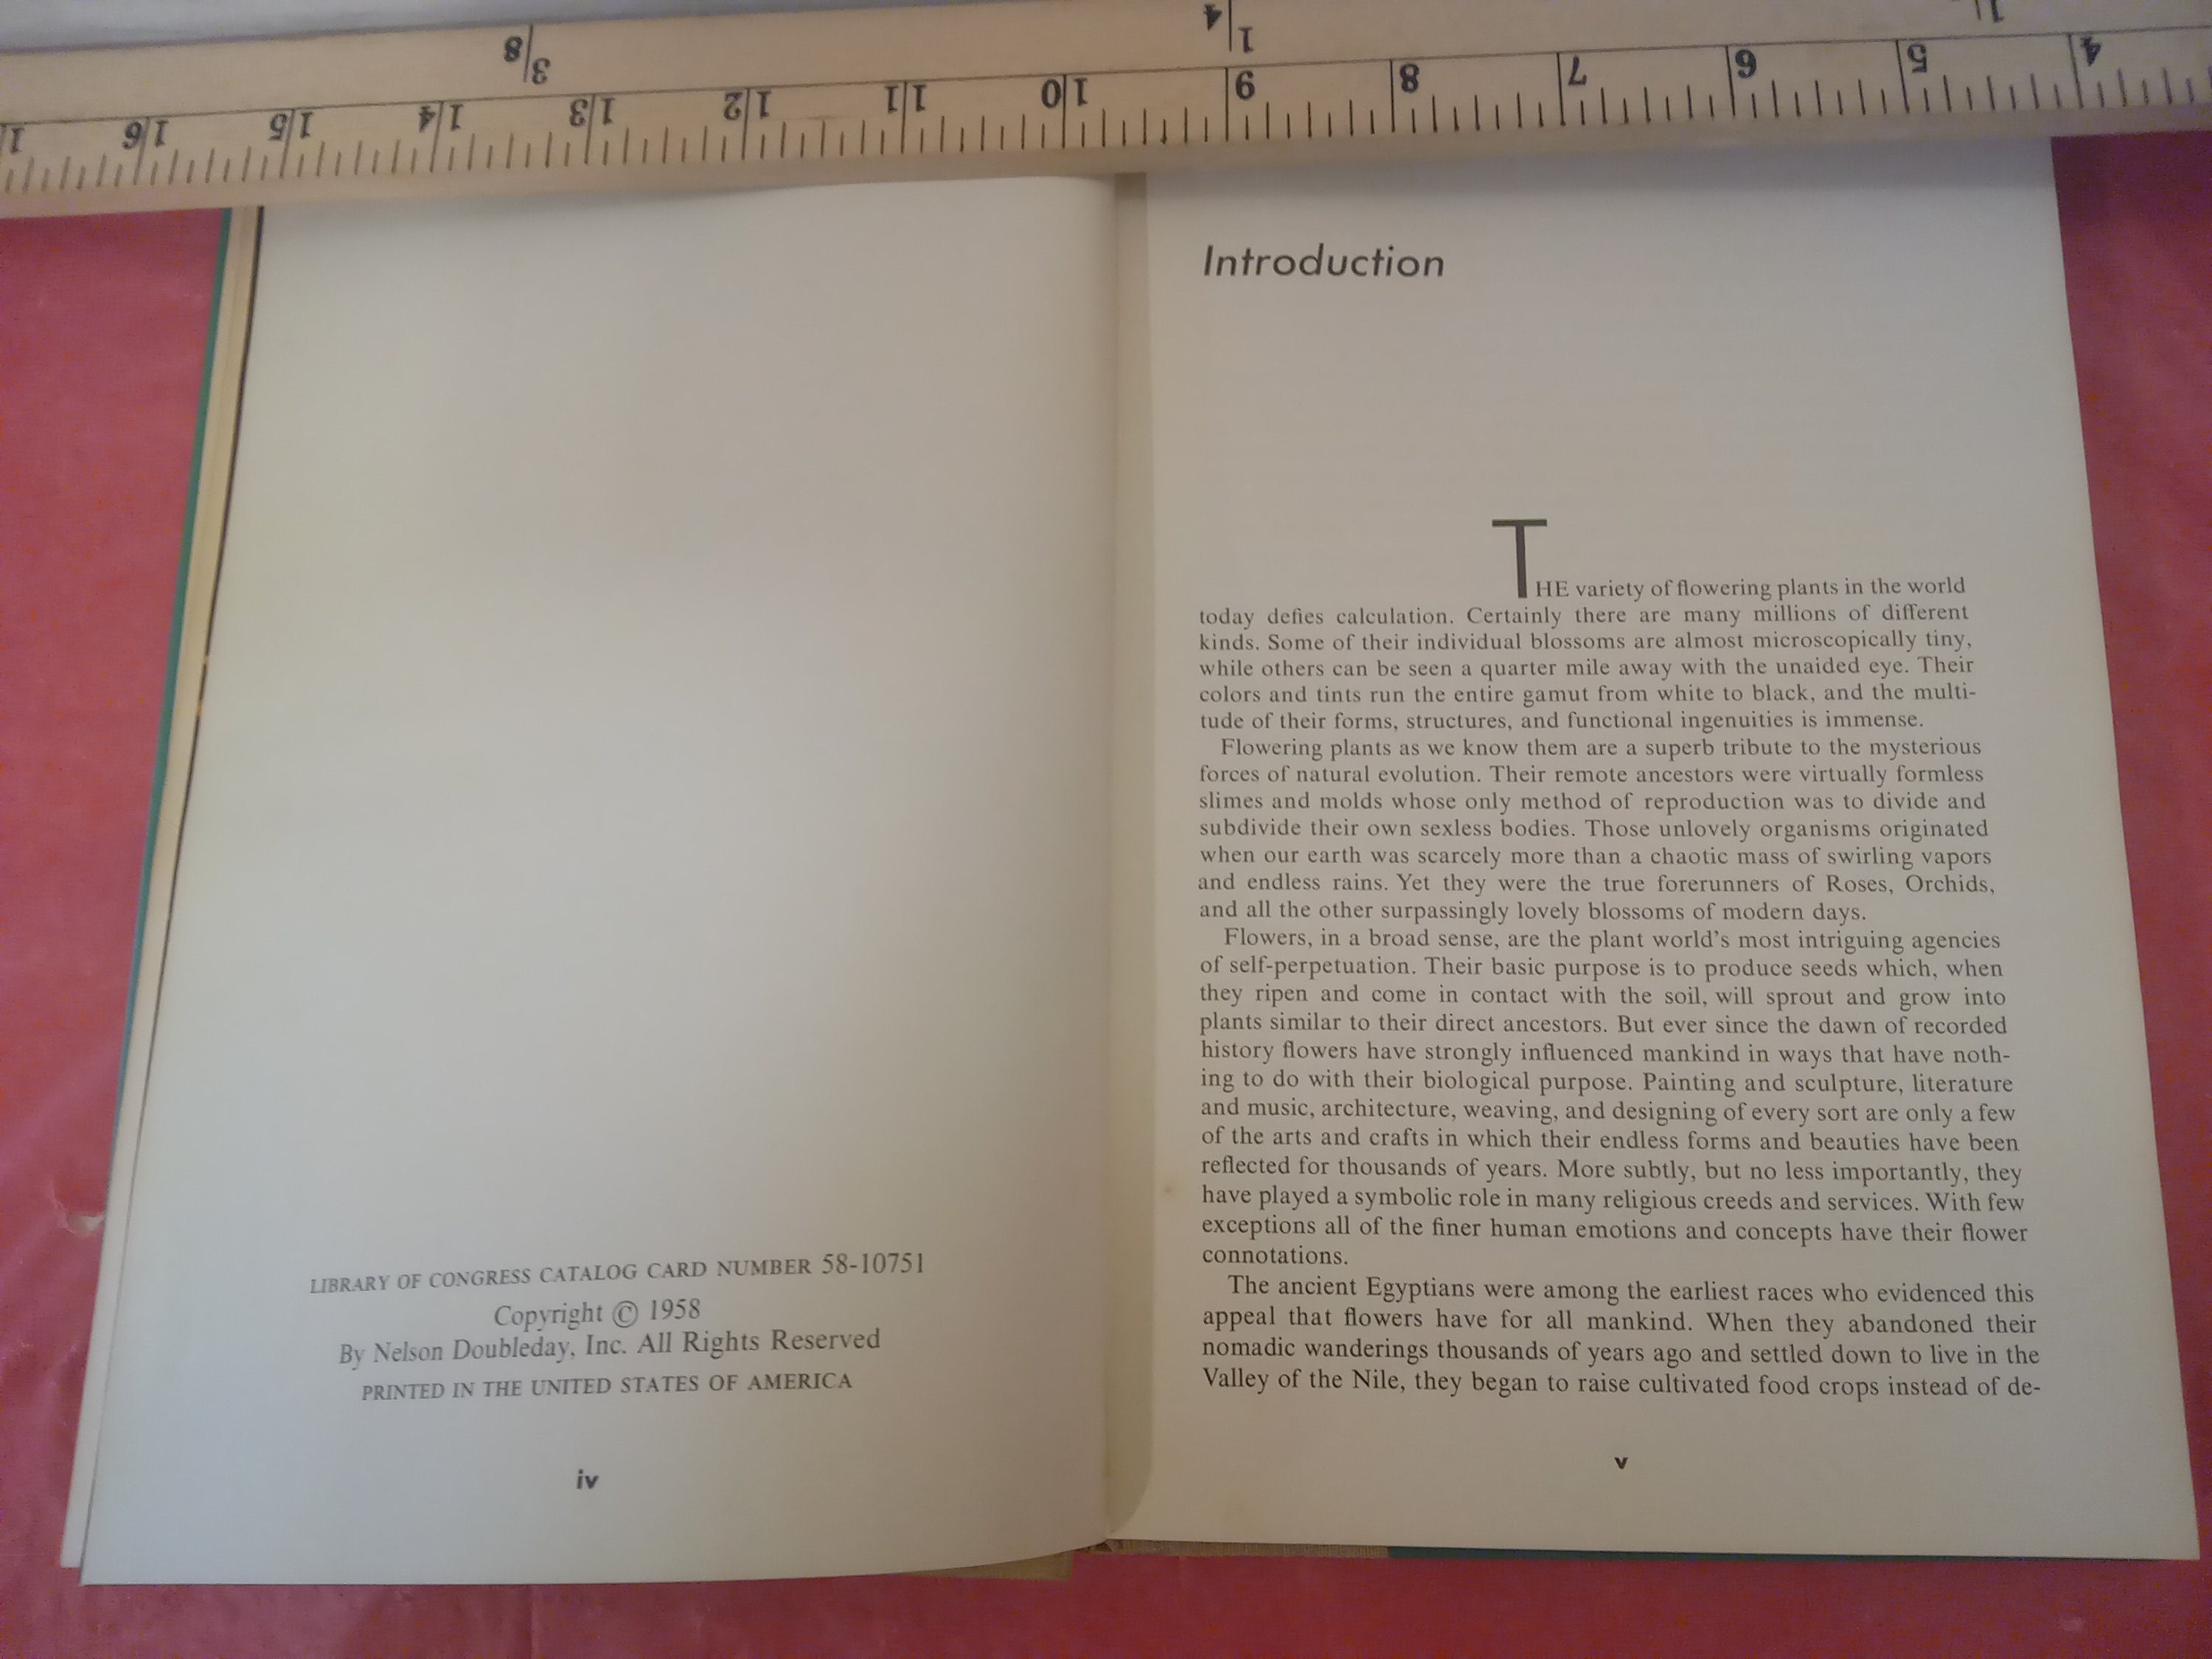 3/8
1/4
16
15
14
13
12
11
10
9
8
7
6
5
4
LIBRARY OF CONGRESS CATALOG CARD NUMBER 58-10751
Copyright © 1958
By Nelson Doubleday, Inc. All Rights Reserved
PRINTED IN THE UNITED STATES OF AMERICA
iv
Introduction
THE variety of flowering plants in the world
today defies calculation. Certainly there are many millions of different
kinds. Some of their individual blossoms are almost microscopically tiny,
while others can be seen a quarter mile away with the unaided eye. Their
colors and tints run the entire gamut from white to black, and the multi-
tude of their forms, structures, and functional ingenuities is immense.
Flowering plants as we know them are a superb tribute to the mysterious
forces of natural evolution. Their remote ancestors were virtually formless
slimes and molds whose only method of reproduction was to divide and
subdivide their own sexless bodies. Those unlovely organisms originated
when our earth was scarcely more than a chaotic mass of swirling vapors
and endless rains. Yet they were the true forerunners of Roses, Orchids,
and all the other surpassingly lovely blossoms of modern days.
Flowers, in a broad sense, are the plant world's most intriguing agencies
of self-perpetuation. Their basic purpose is to produce seeds which, when
they ripen and come in contact with the soil, will sprout and grow into
plants similar to their direct ancestors. But ever since the dawn of recorded
history flowers have strongly influenced mankind in ways that have noth-
ing to do with their biological purpose. Painting and sculpture, literature
and music, architecture, weaving, and designing of every sort are only a few
of the arts and crafts in which their endless forms and beauties have been
reflected for thousands of years. More subtly, but no less importantly, they
have played a symbolic role in many religious creeds and services. With few
exceptions all of the finer human emotions and concepts have their flower
connotations.
The ancient Egyptians were among the earliest races who evidenced this
appeal that flowers have for all mankind. When they abandoned their
nomadic wanderings thousands of years ago and settled down to live in the
Valley of the Nile, they began to raise cultivated food crops instead of de-
v